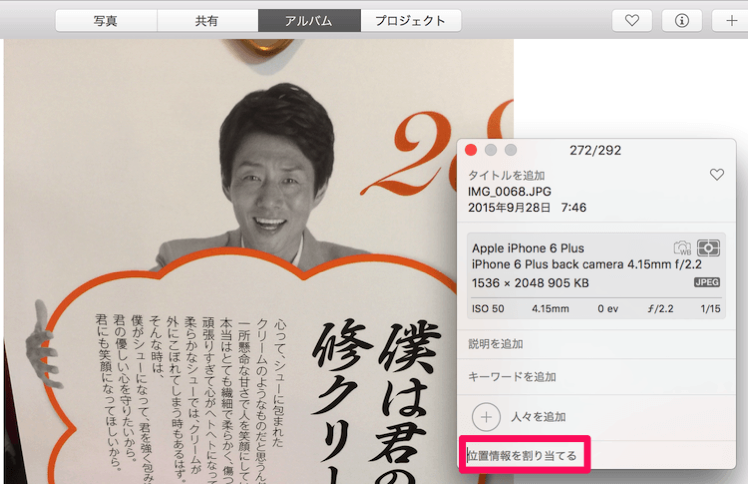 写真 共有 アルバム プロジェクト
2
僕は君の
修クリー
心って、シューに包まれた
クリームのようなものだと思うん
一所懸命な甘さで人を笑顔にして
本当はとても繊細で柔らかく、傷つ
頑張りすぎて心がヘトヘトになって
柔らかなシューでは、クリームが
外にこぼれてしまう時もあるはず。
そんな時は、
僕がシューになって、君を強く包み
君の優しい心を守りたいから。
君にも笑顔になってほしいから。
272/292
タイトルを追加
IMG_0068.JPG
2015年9月28日 7:46
Apple iPhone 6 Plus
WB
iPhone 6 Plus back camera 4.15mm f/2.2
1536 × 2048 905 KB JPEG
ISO 50 4.15mm 0 ev ƒ/2.2 1/15
説明を追加
キーワードを追加
人々を追加
位置情報を割り当てる